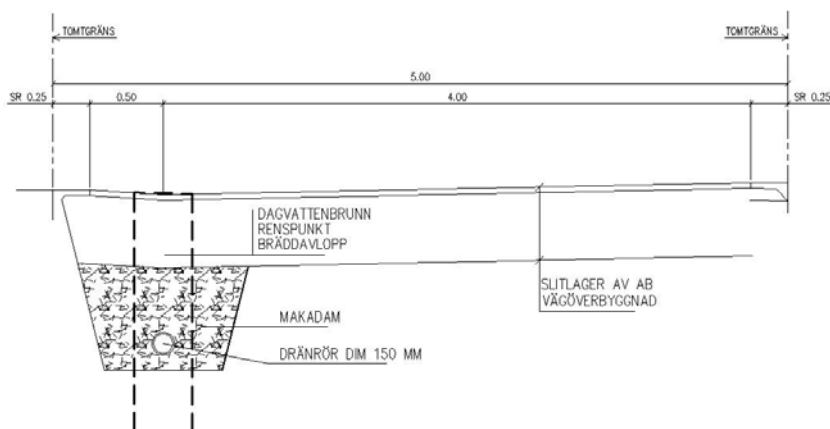 TOMTGRÄNS
TOMTGRÄNS
5.00
SR 0.25
0.50
4.00
SR 0.25
DAGVATTENBRUNN
RENSPUNKT
BRÄDDAVLOPP
SLITLAGER AV AB
VÄGÖVERBYGGNAD
MAKADAM
DRÄNRÖR DIM 150 MM